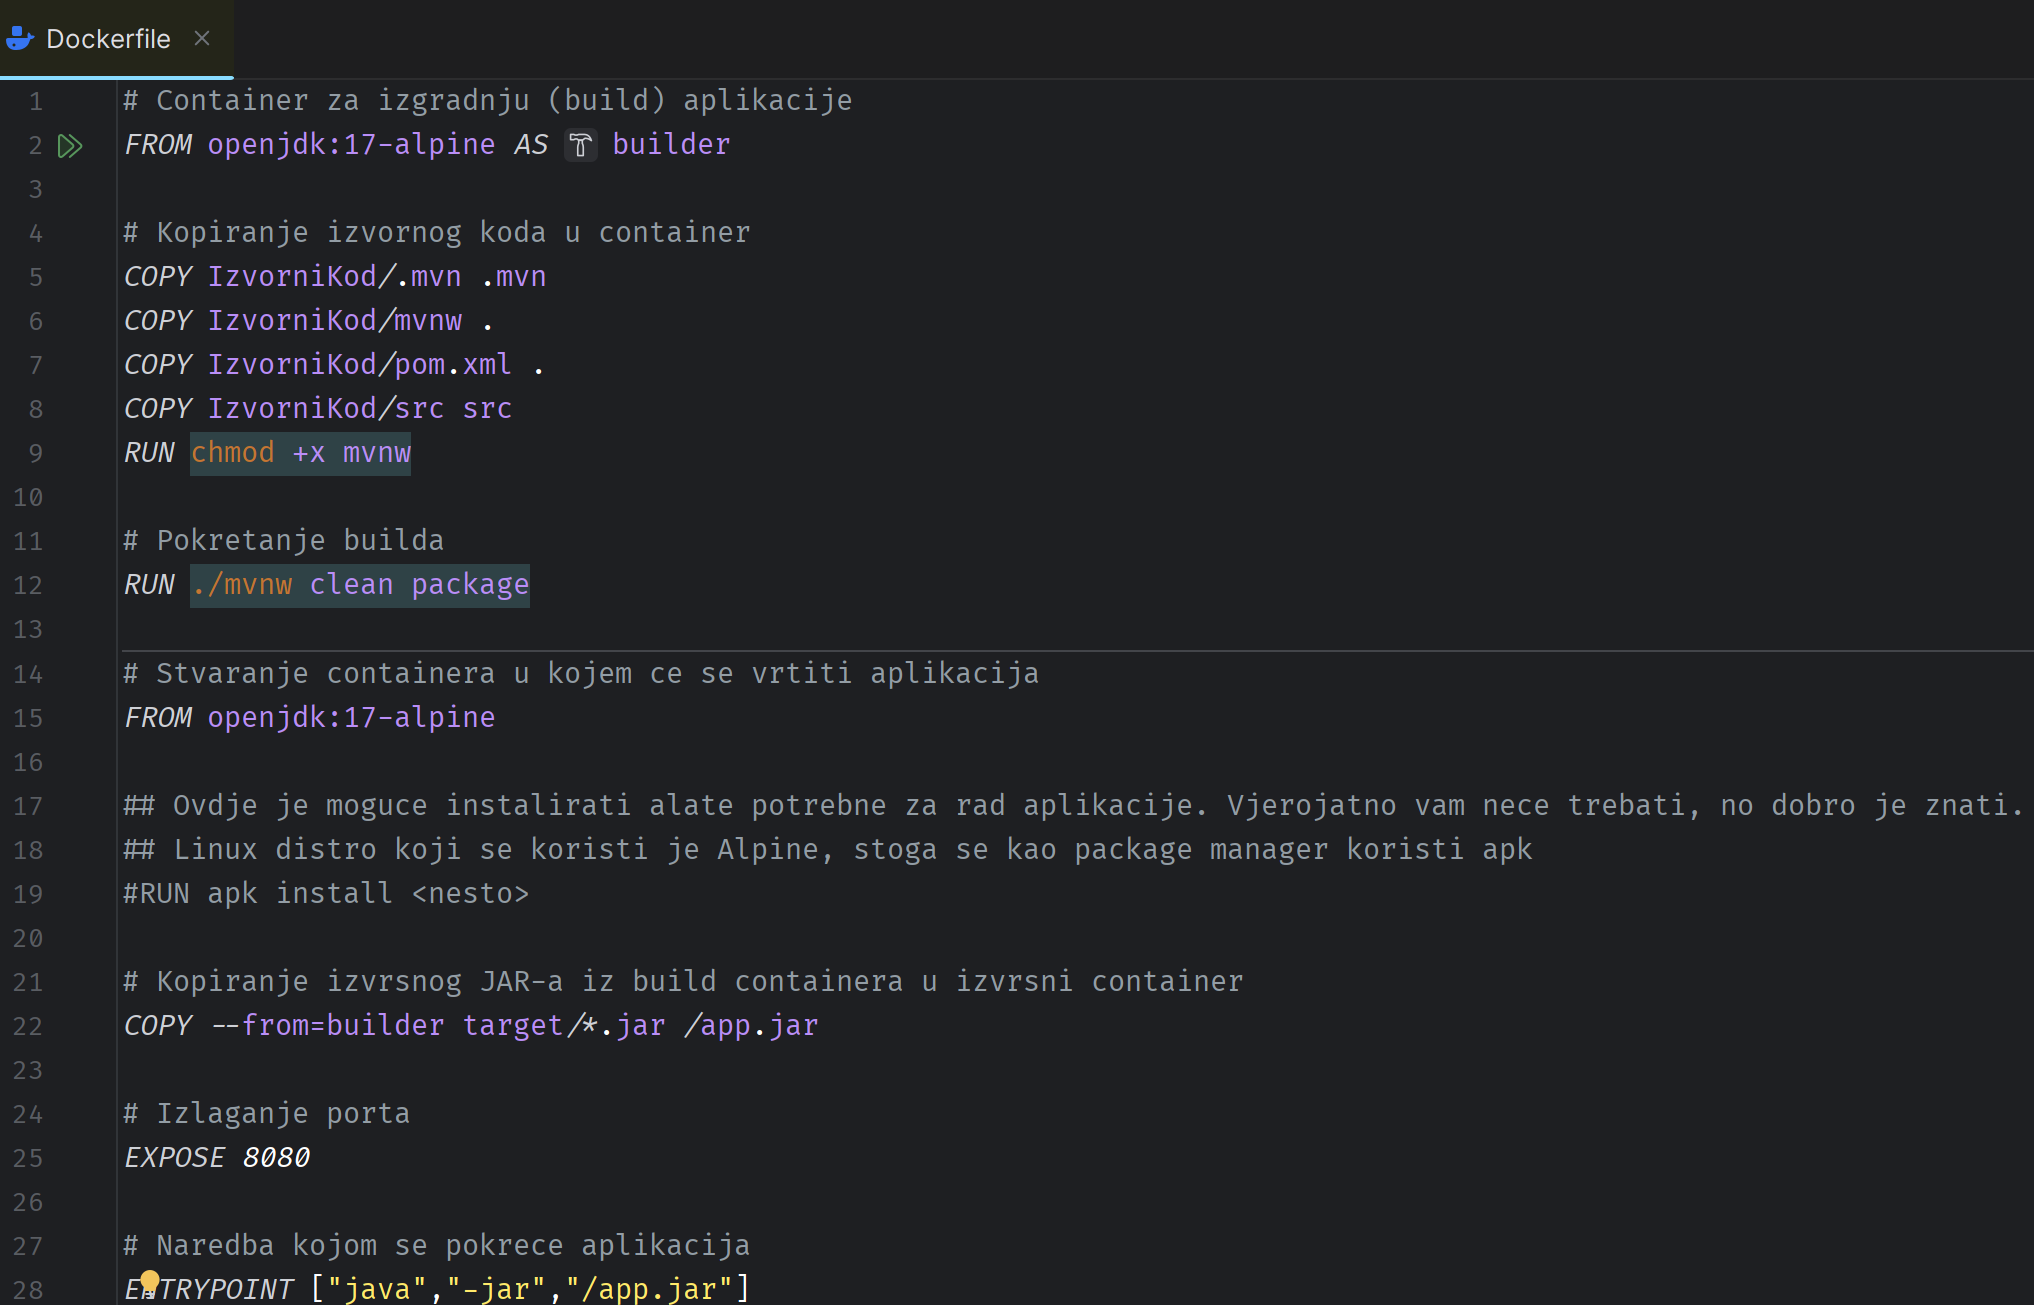 Dockerfile
1 # Container za izgradnju (build) aplikacije
2 FROM openjdk:17-alpine AS builder
3
4 # Kopiranje izvornog koda u container
5 COPY IzvorniKod/.mvn .mvn
6 COPY IzvorniKod/mvnw .
7 COPY IzvorniKod/pom.xml .
8 COPY IzvorniKod/src src
9 RUN chmod +x mvnw
10
11 # Pokretanje builda
12 RUN ./mvnw clean package
13
14 # Stvaranje containera u kojem ce se vrtiti aplikacija
15 FROM openjdk:17-alpine
16
17 ## Ovdje je moguce instalirati alate potrebne za rad aplikacije. Vjerojatno vam nece trebati, no dobro je znati.
18 ## Linux distro koji se koristi je Alpine, stoga se kao package manager koristi apk
19 #RUN apk install <nesto>
20
21 # Kopiranje izvrsnog JAR-a iz build containera u izvrsni container
22 COPY --from=builder target/*.jar /app.jar
23
24 # Izlaganje porta
25 EXPOSE 8080
26
27 # Naredba kojom se pokrece aplikacija
28 ENTRYPOINT ["java","-jar","/app.jar"]